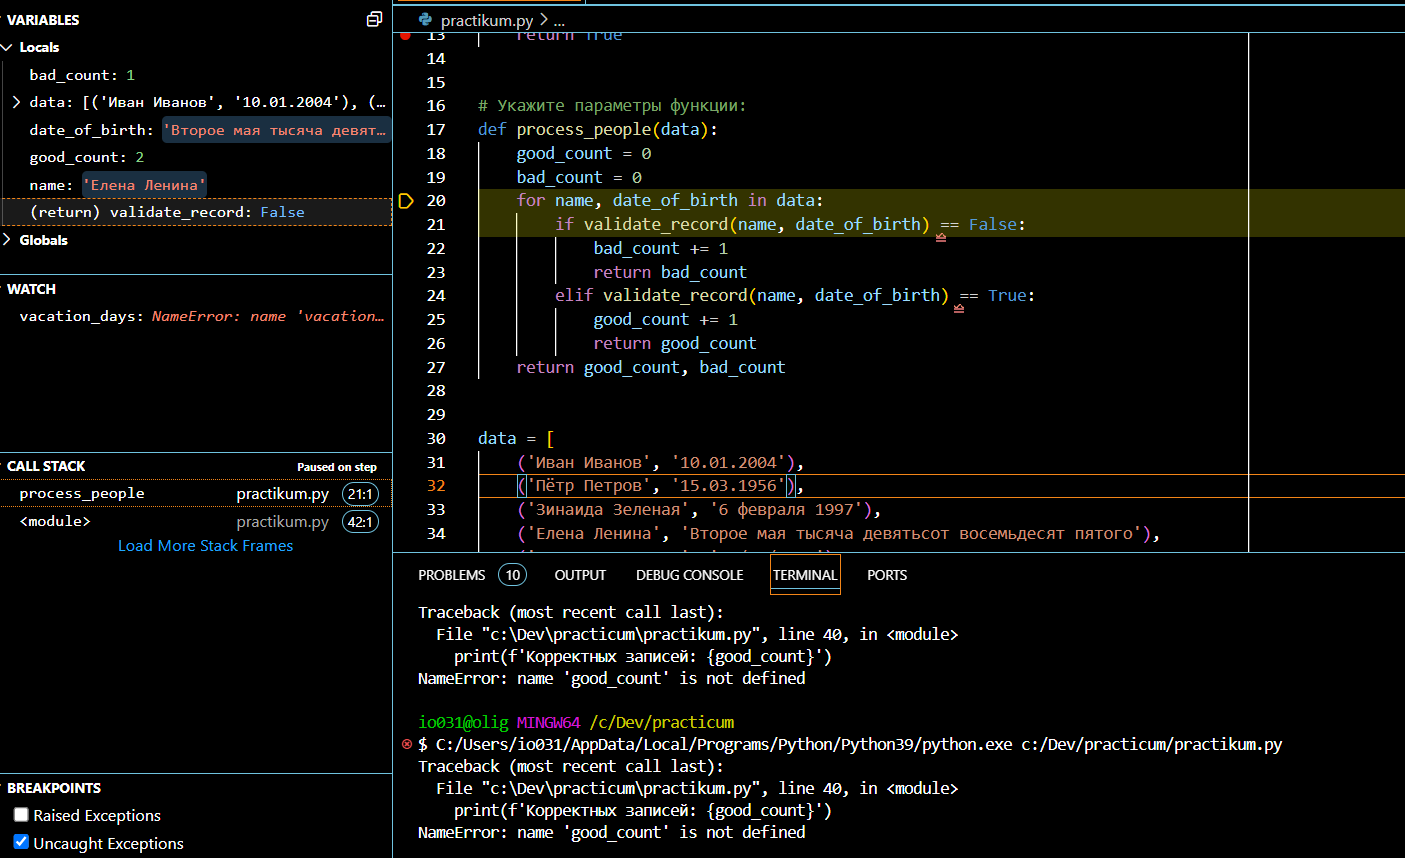 VARIABLES
Locals
bad_count: 1
data: [('Иван Иванов', '10.01.2004'), (…
date_of_birth: 'Второе мая тысяча девят…
good_count: 2
name: 'Елена Ленина'
(return) validate_record: False
Globals
WATCH
vacation_days: NameError: name 'vacation…
CALL STACK
Paused on step
process_people practikum.py 21:1
<module> practikum.py 42:1
Load More Stack Frames
BREAKPOINTS
Raised Exceptions
Uncaught Exceptions
practikum.py > ...
13 return True
14
15
16 # Укажите параметры функции:
17 def process_people(data):
18 good_count = 0
19 bad_count = 0
20 for name, date_of_birth in data:
21 if validate_record(name, date_of_birth) == False:
22 bad_count += 1
23 return bad_count
24 elif validate_record(name, date_of_birth) == True:
25 good_count += 1
26 return good_count
27 return good_count, bad_count
28
29
30 data = [
31 ('Иван Иванов', '10.01.2004'),
32 ('Пётр Петров', '15.03.1956'),
33 ('Зинаида Зеленая', '6 февраля 1997'),
34 ('Елена Ленина', 'Второе мая тысяча девятьсот восемьдесят пятого'),
PROBLEMS 10 OUTPUT DEBUG CONSOLE TERMINAL PORTS
Traceback (most recent call last):
File "c:\Dev\practicum\practikum.py", line 40, in <module>
print(f'Корректных записей: {good_count}')
NameError: name 'good_count' is not defined
io031@olig MINGW64 /c/Dev/practicum
$ C:/Users/io031/AppData/Local/Programs/Python/Python39/python.exe c:/Dev/practicum/practikum.py
Traceback (most recent call last):
File "c:\Dev\practicum\practikum.py", line 40, in <module>
print(f'Корректных записей: {good_count}')
NameError: name 'good_count' is not defined